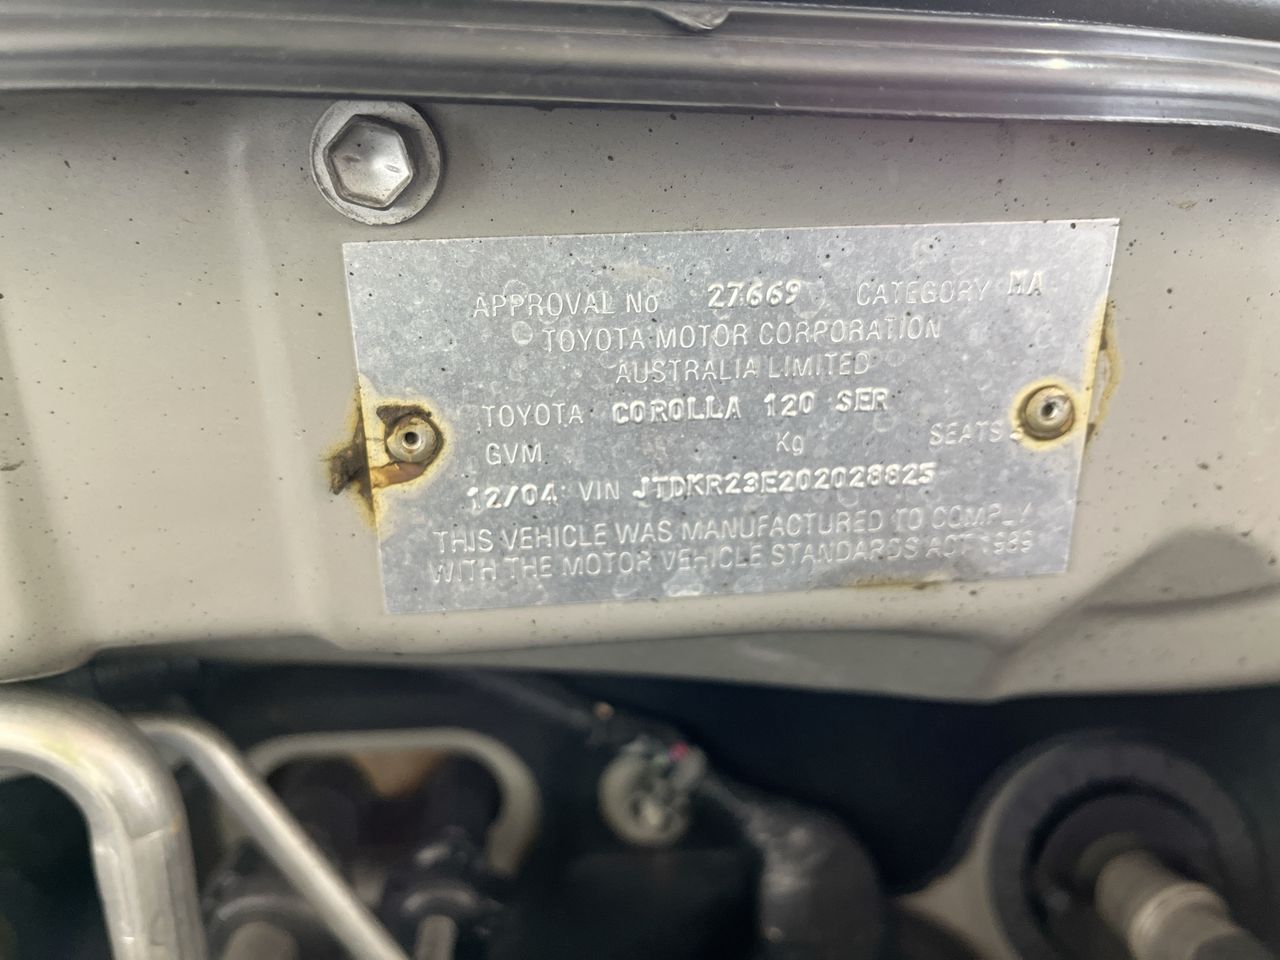 APPROVAL No 27669 CATEGORY MA
TOYOTA MOTOR CORPORATION
AUSTRALIA LIMITED
TOYOTA COROLLA 120 SER
GVM Kg SEATS
12/04 VIN JTDKR23E202028825
THIS VEHICLE WAS MANUFACTURED TO COMPLY
WITH THE MOTOR VEHICLE STANDARDS ACT 1989